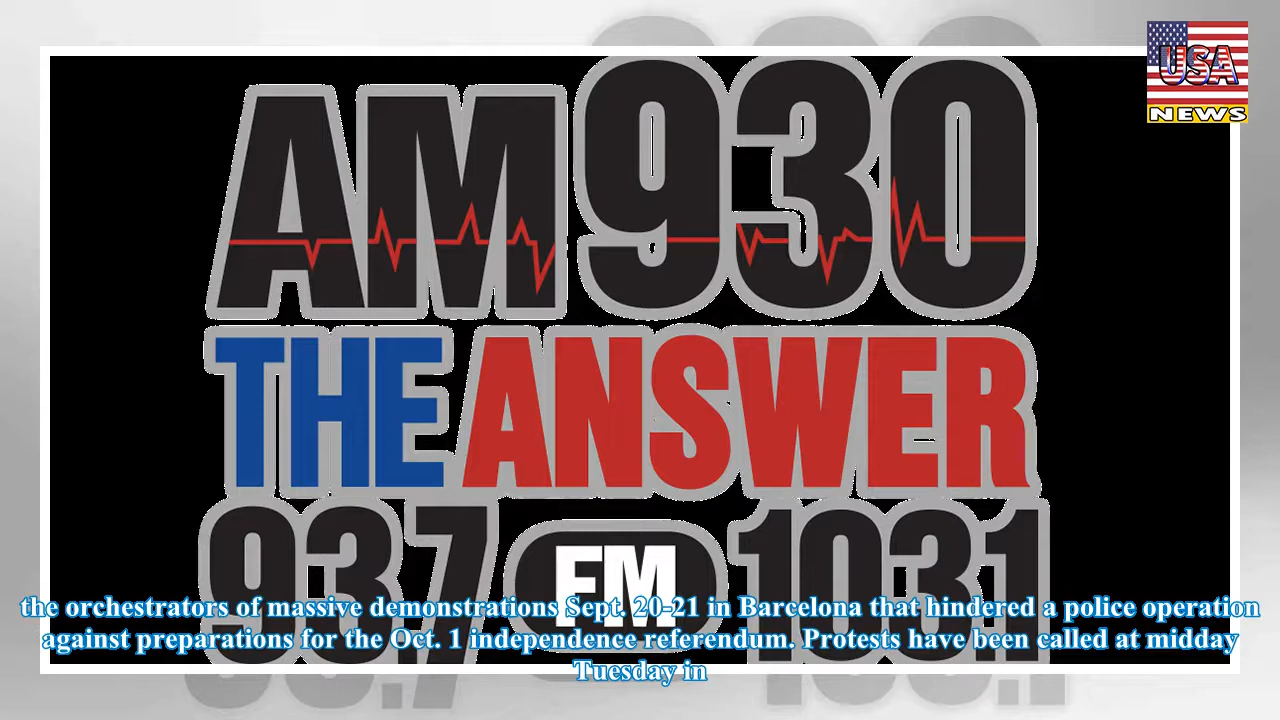 USA
NEWS
AM 930
THE ANSWER
93.7 FM 103.1
the orchestrators of massive demonstrations Sept. 20-21 in Barcelona that hindered a police operation
against preparations for the Oct. 1 independence referendum. Protests have been called at midday
Tuesday in